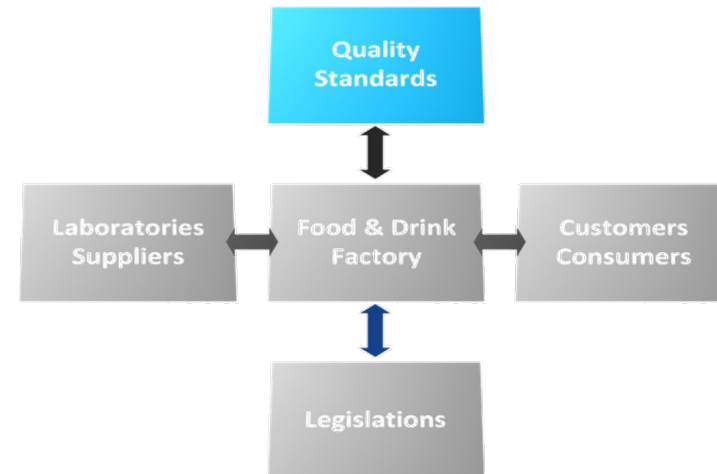 Quality
Standards
Laboratories
Suppliers
Food & Drink
Factory
Customers
Consumers
Legislations